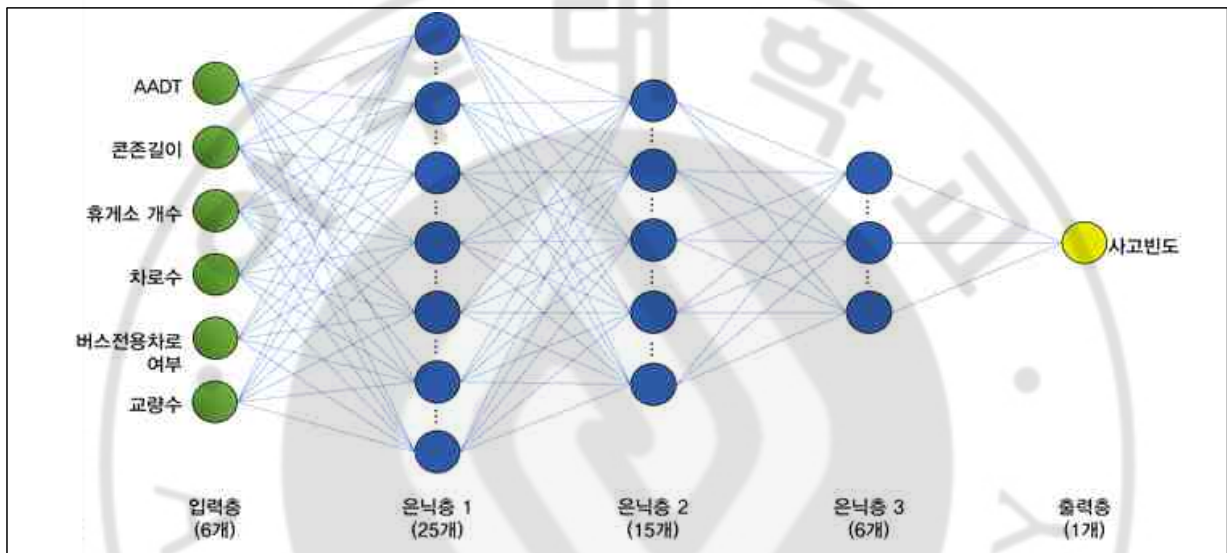 AADT
콘존길이
휴게소 개수
차로수
버스전용차로
여부
교량수
사고빈도
입력층
(6개)
은닉층 1
(25개)
은닉층 2
(15개)
은닉층 3
(6개)
출력층
(1개)
대
학
교
Y
Y